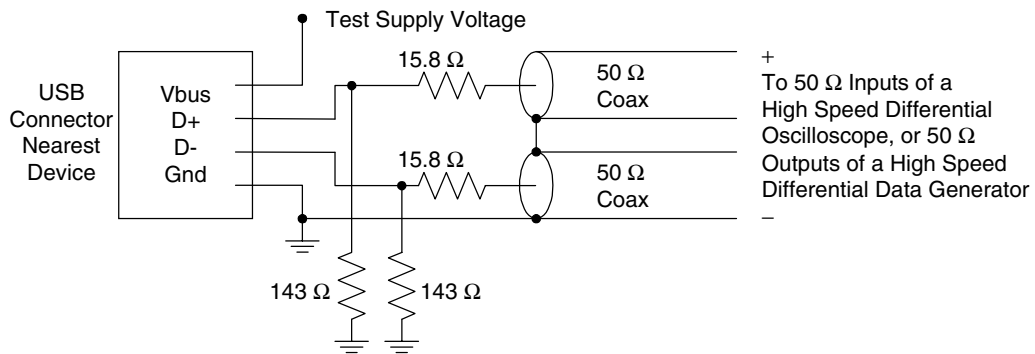 Test Supply Voltage
USB
Connector
Nearest
Device
Vbus
D+
D-
Gnd
15.8 Ω
50 Ω
Coax
15.8 Ω
50 Ω
Coax
143 Ω
143 Ω
+
To 50 Ω Inputs of a
High Speed Differential
Oscilloscope, or 50 Ω
Outputs of a High Speed
Differential Data Generator
−